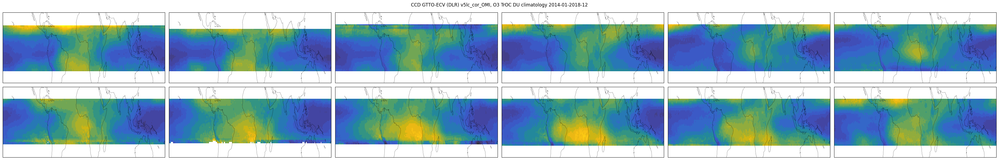 CCD GTTO-ECV (DLR) v5lc_cor_OMI, O3 TrOC DU climatology 2014-01-2018-12